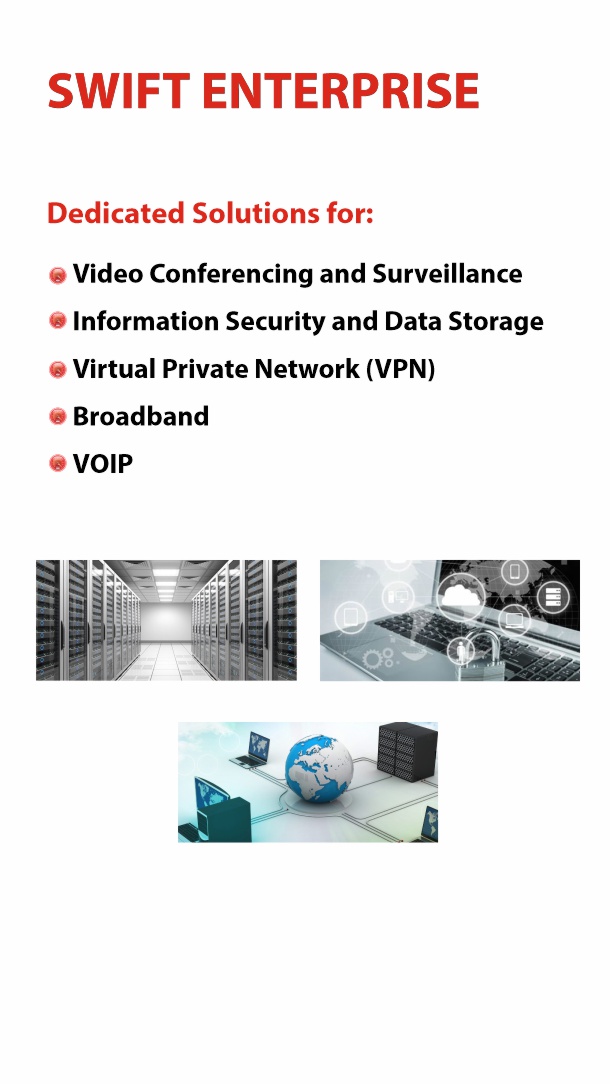 SWIFT ENTERPRISE
Dedicated Solutions for:
Video Conferencing and Surveillance
Information Security and Data Storage
Virtual Private Network (VPN)
Broadband
VOIP